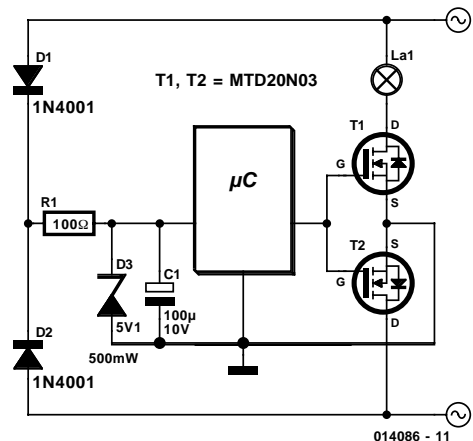 D1
1N4001
T1, T2 = MTD20N03
La1
T1
D
G
S
µC
R1
100Ω
D3
5V1
500mW
C1
100µ
10V
T2
S
G
D
D2
1N4001
014086 - 11